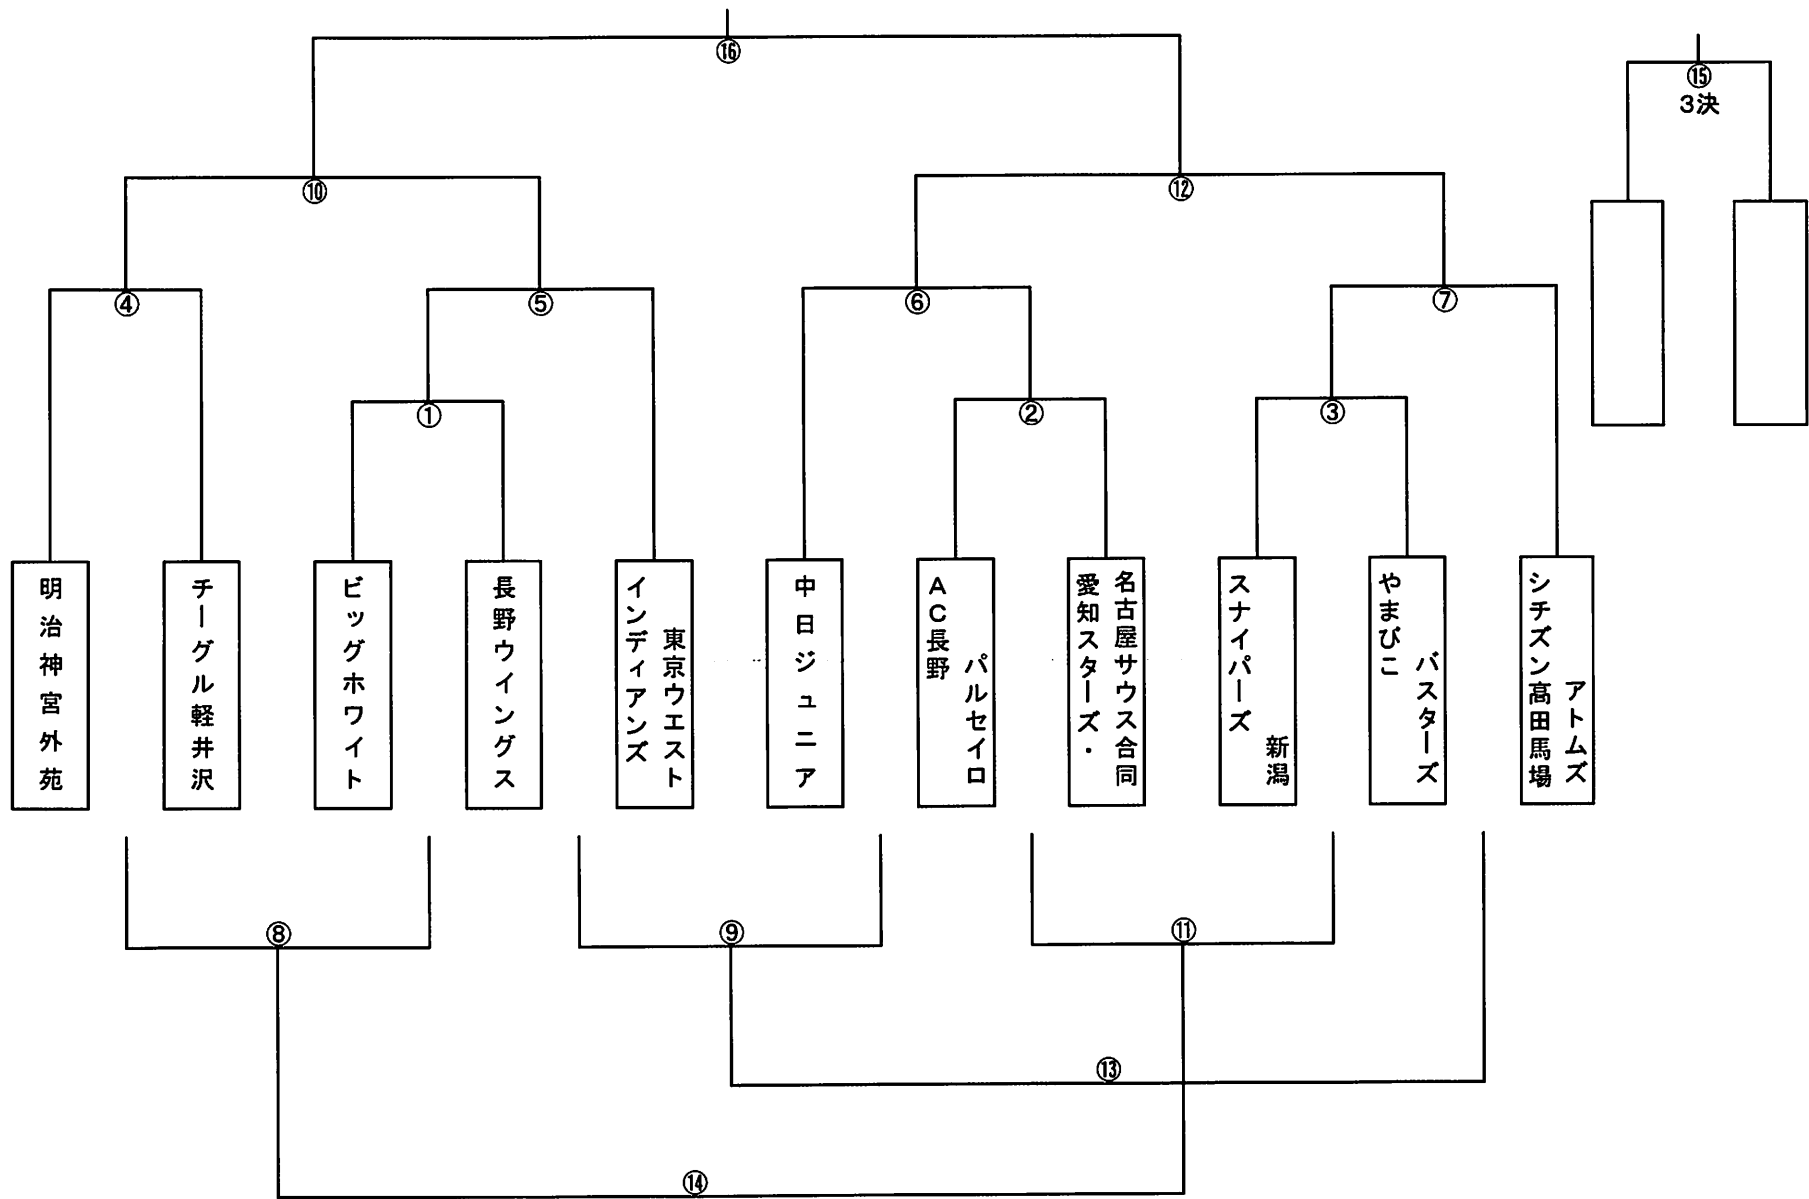 ⑯
⑮
3決
⑩
⑫
④
⑤
⑥
⑦
①
②
③
明治神宮外苑
チーグル軽井沢
ビッグホワイト
長野ウイングス
東京ウエスト
インディアンズ
中日ジュニア
AC長野
パルセイロ
名古屋サウス合同
愛知スターズ・
新潟
スナイパーズ
やまびこ
バスターズ
アトムズ
シチズン高田馬場
⑧
⑨
⑪
⑬
⑭